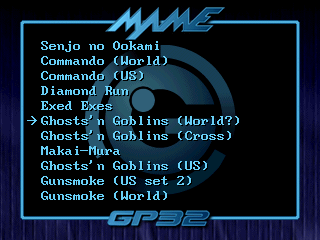 MAME
Senjo no Ookami
Commando (World)
Commando (US)
Diamond Run
Exed Exes
→Ghosts'n Goblins (World?)
Ghosts'n Goblins (Cross)
Makai-Mura
Ghosts'n Goblins (US)
Gunsmoke (US set 2)
Gunsmoke (World)
GP32